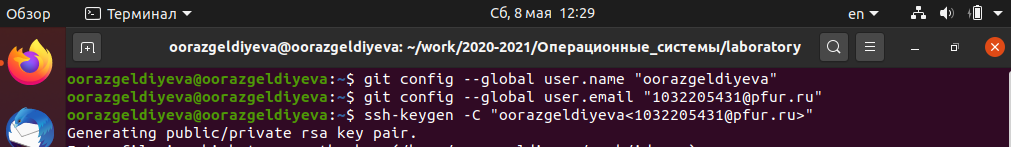 Обзор Терминал Сб, 8 мая 12:29 en
oorazgeldiyeva@oorazgeldiyeva: ~/work/2020-2021/Операционные_системы/laboratory
oorazgeldiyeva@oorazgeldiyeva:~$ git config --global user.name "oorazgeldiyeva"
oorazgeldiyeva@oorazgeldiyeva:~$ git config --global user.email "1032205431@pfur.ru"
oorazgeldiyeva@oorazgeldiyeva:~$ ssh-keygen -C "oorazgeldiyeva<1032205431@pfur.ru>"
Generating public/private rsa key pair.